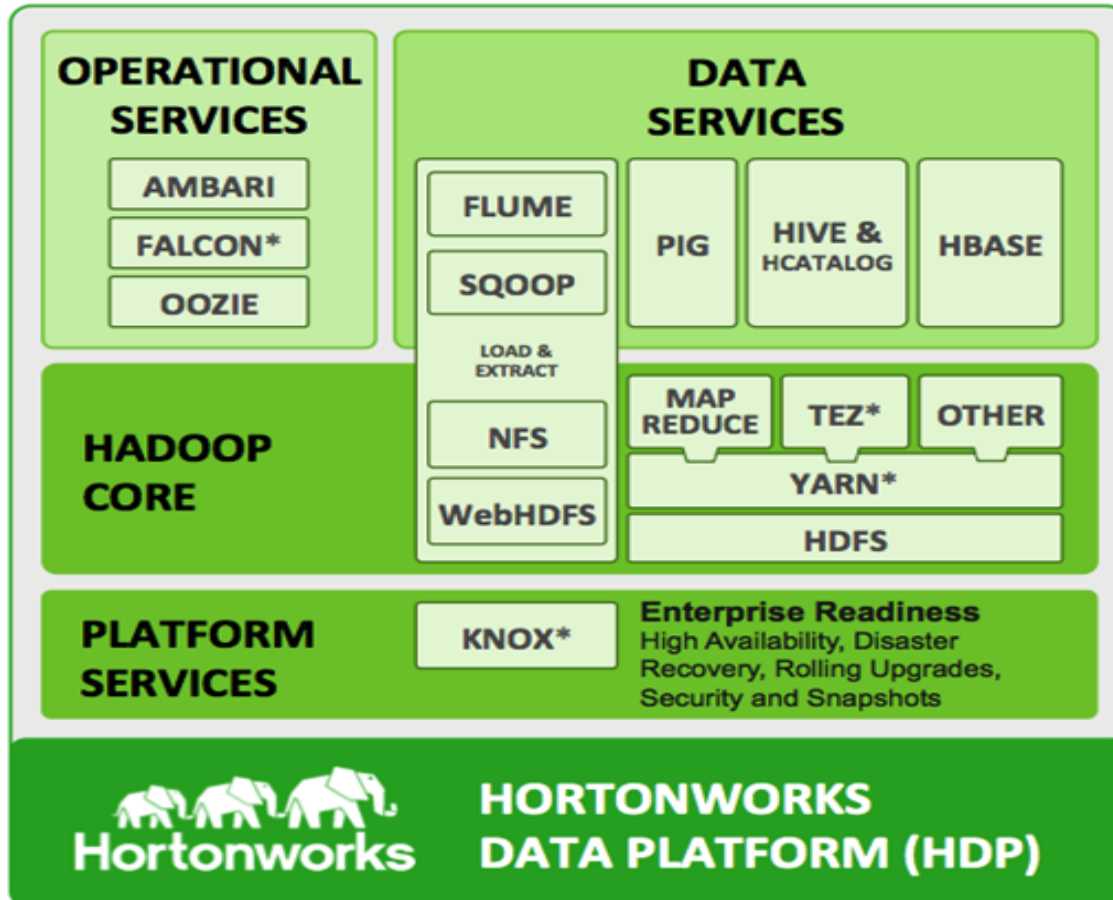 OPERATIONAL
SERVICES
AMBARI
FALCON*
OOZIE
DATA
SERVICES
FLUME
SQOOP
LOAD &
EXTRACT
NFS
WebHDFS
PIG
HIVE &
HCATALOG
HBASE
HADOOP
CORE
MAP
REDUCE
TEZ*
OTHER
YARN*
HDFS
PLATFORM
SERVICES
KNOX*
Enterprise Readiness
High Availability, Disaster
Recovery, Rolling Upgrades,
Security and Snapshots
Hortonworks
HORTONWORKS
DATA PLATFORM (HDP)